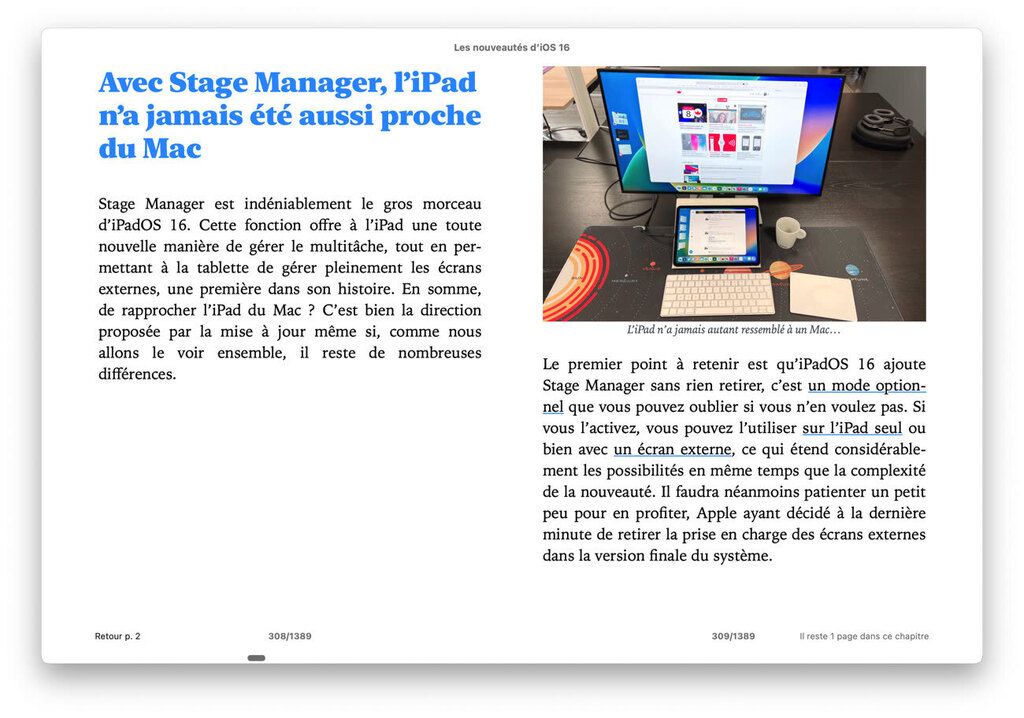 Les nouveautés d’iOS 16
Avec Stage Manager, l’iPad
n’a jamais été aussi proche
du Mac
Stage Manager est indéniablement le gros morceau
d’iPadOS 16. Cette fonction offre à l’iPad une toute
nouvelle manière de gérer le multitâche, tout en per-
mettant à la tablette de gérer pleinement les écrans
externes, une première dans son histoire. En somme,
de rapprocher l’iPad du Mac ? C’est bien la direction
proposée par la mise à jour même si, comme nous
allons le voir ensemble, il reste de nombreuses
différences.
MERCURY
L’iPad n’a jamais autant ressemblé à un Mac…
Le premier point à retenir est qu’iPadOS 16 ajoute
Stage Manager sans rien retirer, c’est un mode option-
nel que vous pouvez oublier si vous n’en voulez pas. Si
vous l’activez, vous pouvez l’utiliser sur l’iPad seul ou
bien avec un écran externe, ce qui étend considérable-
ment les possibilités en même temps que la complexité
de la nouveauté. Il faudra néanmoins patienter un petit
peu pour en profiter, Apple ayant décidé à la dernière
minute de retirer la prise en charge des écrans externes
dans la version finale du système.
Retour p. 2
308/1389
309/1389
Il reste 1 page dans ce chapitre